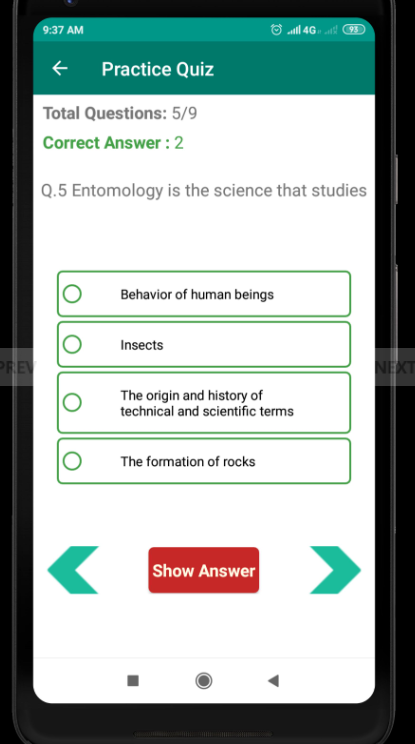 9:37 AM 4G 93
Practice Quiz
Total Questions: 5/9
Correct Answer : 2
Q.5 Entomology is the science that studies
Behavior of human beings
Insects
PREV NEXT
The origin and history of
technical and scientific terms
The formation of rocks
Show Answer